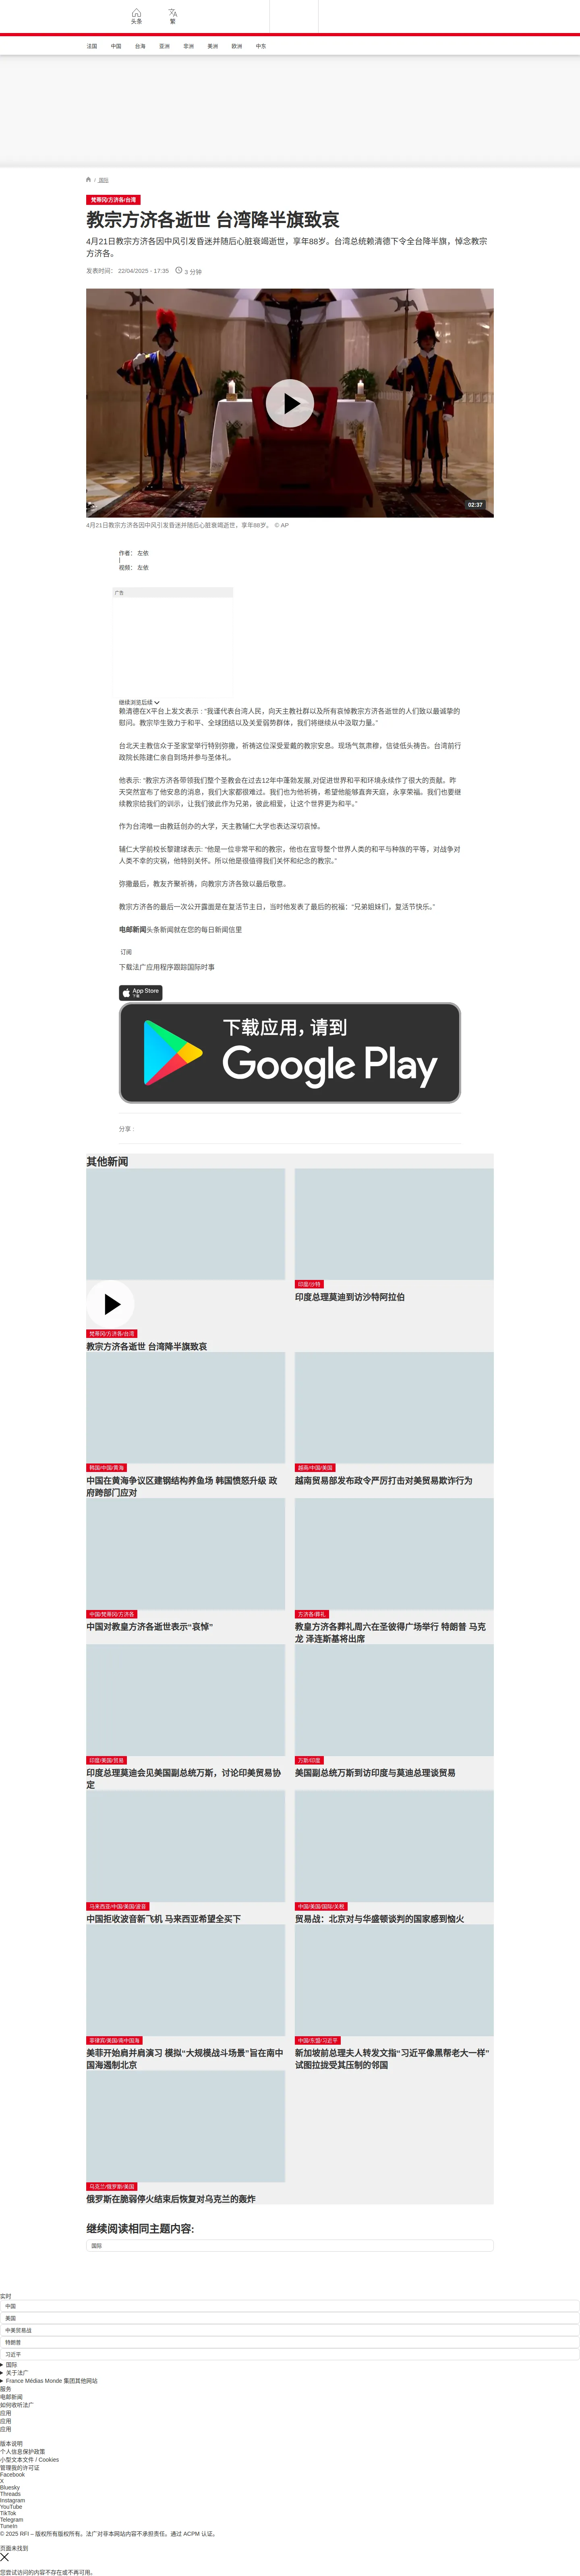 头条
繁
法国 中国 台海 亚洲 非洲 美洲 欧洲 中东
国际
梵蒂冈/方济各/台湾
教宗方济各逝世 台湾降半旗致哀
4月21日教宗方济各因中风引发昏迷并随后心脏衰竭逝世，享年88岁。台湾总统赖清德下令全台降半旗，悼念教宗
方济各。
发表时间： 22/04/2025 - 17:35 3 分钟
02:37
4月21日教宗方济各因中风引发昏迷并随后心脏衰竭逝世，享年88岁。 © AP
作者： 左依
|
视频： 左依
广告
继续浏览后续
赖清德在X平台上发文表示 : “我谨代表台湾人民，向天主教社群以及所有哀悼教宗方济各逝世的人们致以最诚挚的
慰问。教宗毕生致力于和平、全球团结以及关爱弱势群体，我们将继续从中汲取力量。”
台北天主教信众于圣家堂举行特别弥撒，祈祷这位深受爱戴的教宗安息。现场气氛肃穆，信徒低头祷告。台湾前行
政院长陈建仁亲自到场并参与圣体礼。
他表示: “教宗方济各带领我们整个圣教会在过去12年中蓬勃发展,对促进世界和平和环境永续作了很大的贡献。昨
天突然宣布了他安息的消息，我们大家都很难过。我们也为他祈祷，希望他能够直奔天庭，永享荣福。我们也要继
续教宗给我们的训示，让我们彼此作为兄弟，彼此相爱，让这个世界更为和平。”
作为台湾唯一由教廷创办的大学，天主教辅仁大学也表达深切哀悼。
辅仁大学前校长黎建球表示: “他是一位非常平和的教宗，他也在宣导整个世界人类的和平与种族的平等，对战争对
人类不幸的灾祸，他特别关怀。所以他是很值得我们关怀和纪念的教宗。”
弥撒最后，教友齐聚祈祷，向教宗方济各致以最后敬意。
教宗方济各的最后一次公开露面是在复活节主日，当时他发表了最后的祝福：“兄弟姐妹们，复活节快乐。”
电邮新闻头条新闻就在您的每日新闻信里
订阅
下载法广应用程序跟踪国际时事
App Store
下载
下载应用，请到
Google Play
分享 :
其他新闻
梵蒂冈/方济各/台湾
教宗方济各逝世 台湾降半旗致哀
印度/沙特
印度总理莫迪到访沙特阿拉伯
韩国/中国/黄海
中国在黄海争议区建钢结构养鱼场 韩国愤怒升级 政
府跨部门应对
越南/中国/美国
越南贸易部发布政令严厉打击对美贸易欺诈行为
中国/梵蒂冈/方济各
中国对教皇方济各逝世表示“哀悼”
方济各/葬礼
教皇方济各葬礼周六在圣彼得广场举行 特朗普 马克
龙 泽连斯基将出席
印度/美国/贸易
印度总理莫迪会见美国副总统万斯，讨论印美贸易协
定
万斯/印度
美国副总统万斯到访印度与莫迪总理谈贸易
马来西亚/中国/美国/波音
中国拒收波音新飞机 马来西亚希望全买下
中国/美国/国际/关税
贸易战：北京对与华盛顿谈判的国家感到恼火
菲律宾/美国/南中国海
美菲开始肩并肩演习 模拟“大规模战斗场景”旨在南中
国海遏制北京
中国/东盟/习近平
新加坡前总理夫人转发文指“习近平像黑帮老大一样”
试图拉拢受其压制的邻国
乌克兰/俄罗斯/美国
俄罗斯在脆弱停火结束后恢复对乌克兰的轰炸
继续阅读相同主题内容:
国际
实时
中国
美国
中美贸易战
特朗普
习近平
国际
关于法广
France Médias Monde 集团其他网站
服务
电邮新闻
如何收听法广
应用
应用
应用
版本说明
个人信息保护政策
小型文本文件 / Cookies
管理我的许可证
Facebook
X
Bluesky
Threads
Instagram
YouTube
TikTok
Telegram
TuneIn
© 2025 RFI – 版权所有版权所有。法广对非本网站内容不承担责任。通过 ACPM 认证。
页面未找到
您尝试访问的内容不存在或不再可用。